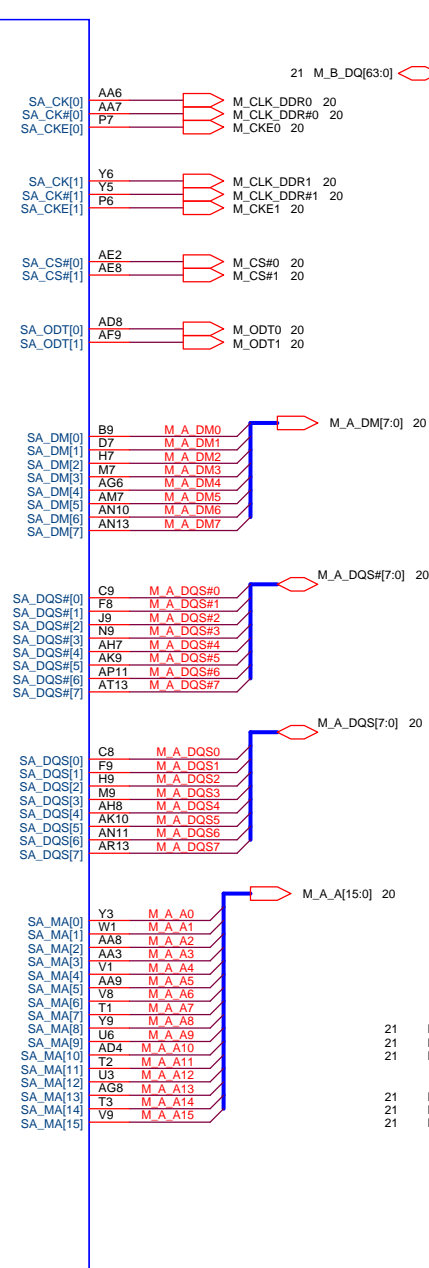 21 M_B_DQ[63:0]
SA_CK[0] AA6 M_CLK_DDR0 20
SA_CK#[0] AA7 M_CLK_DDR#0 20
SA_CKE[0] P7 M_CKE0 20
SA_CK[1] Y6 M_CLK_DDR1 20
SA_CK#[1] Y5 M_CLK_DDR#1 20
SA_CKE[1] P6 M_CKE1 20
SA_CS#[0] AE2 M_CS#0 20
SA_CS#[1] AE8 M_CS#1 20
SA_ODT[0] AD8 M_ODT0 20
SA_ODT[1] AF9 M_ODT1 20
M_A_DM[7:0] 20
SA_DM[0] B9 M_A_DM0
SA_DM[1] D7 M_A_DM1
SA_DM[2] H7 M_A_DM2
SA_DM[3] M7 M_A_DM3
SA_DM[4] AG6 M_A_DM4
SA_DM[5] AM7 M_A_DM5
SA_DM[6] AN10 M_A_DM6
SA_DM[7] AN13 M_A_DM7
M_A_DQS#[7:0] 20
SA_DQS#[0] C9 M_A_DQS#0
SA_DQS#[1] F8 M_A_DQS#1
SA_DQS#[2] J9 M_A_DQS#2
SA_DQS#[3] N9 M_A_DQS#3
SA_DQS#[4] AH7 M_A_DQS#4
SA_DQS#[5] AK9 M_A_DQS#5
SA_DQS#[6] AP11 M_A_DQS#6
SA_DQS#[7] AT13 M_A_DQS#7
M_A_DQS[7:0] 20
SA_DQS[0] C8 M_A_DQS0
SA_DQS[1] F9 M_A_DQS1
SA_DQS[2] H9 M_A_DQS2
SA_DQS[3] M9 M_A_DQS3
SA_DQS[4] AH8 M_A_DQS4
SA_DQS[5] AK10 M_A_DQS5
SA_DQS[6] AN11 M_A_DQS6
SA_DQS[7] AR13 M_A_DQS7
M_A_A[15:0] 20
SA_MA[0] Y3 M_A_A0
SA_MA[1] W1 M_A_A1
SA_MA[2] AA8 M_A_A2
SA_MA[3] AA3 M_A_A3
SA_MA[4] V1 M_A_A4
SA_MA[5] AA9 M_A_A5
SA_MA[6] V8 M_A_A6
SA_MA[7] T1 M_A_A7
SA_MA[8] Y9 M_A_A8 21
SA_MA[9] U6 M_A_A9 21
SA_MA[10] AD4 M_A_A10 21
SA_MA[11] T2 M_A_A11
SA_MA[12] U3 M_A_A12
SA_MA[13] AG8 M_A_A13 21
SA_MA[14] T3 M_A_A14 21
SA_MA[15] V9 M_A_A15 21